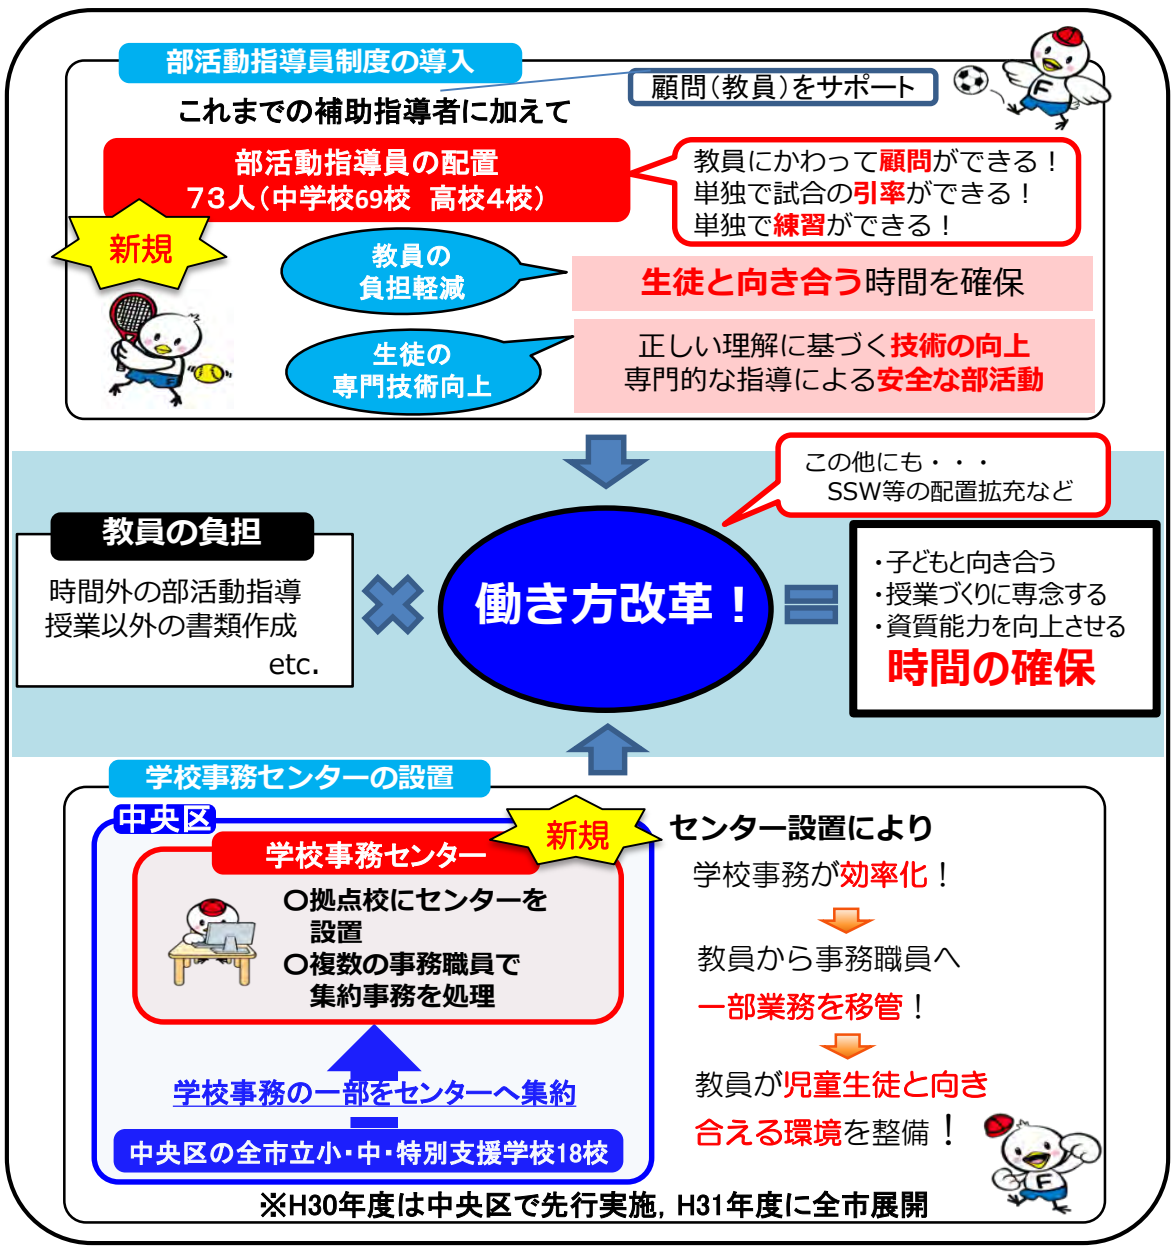 部活動指導員制度の導入
これまでの補助指導者に加えて
顧問(教員)をサポート
部活動指導員の配置
73人(中学校69校 高校4校)
新規
教員にかわって顧問ができる!
単独で試合の引率ができる!
単独で練習ができる!
教員の
負担軽減
生徒と向き合う時間を確保
生徒の
専門技術向上
正しい理解に基づく技術の向上
専門的な指導による安全な部活動
この他にも・・・
SSW等の配置拡充など
教員の負担
時間外の部活動指導
授業以外の書類作成
etc.
働き方改革!
・子どもと向き合う
・授業づくりに専念する
・資質能力を向上させる
時間の確保
学校事務センターの設置
中央区
新規
学校事務センター
〇拠点校にセンターを
設置
〇複数の事務職員で
集約事務を処理
学校事務の一部をセンターへ集約
中央区の全市立小・中・特別支援学校18校
センター設置により
学校事務が効率化!
教員から事務職員へ
一部業務を移管!
教員が児童生徒と向き
合える環境を整備!
※H30年度は中央区で先行実施,H31年度に全市展開
F
F
F